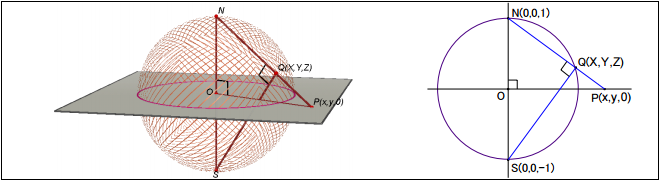 N
Q(X,Y,Z)
O
P(x,y,0)
S
N(0,0,1)
Q(X,Y,Z)
O
P(x,y,0)
S(0,0,-1)